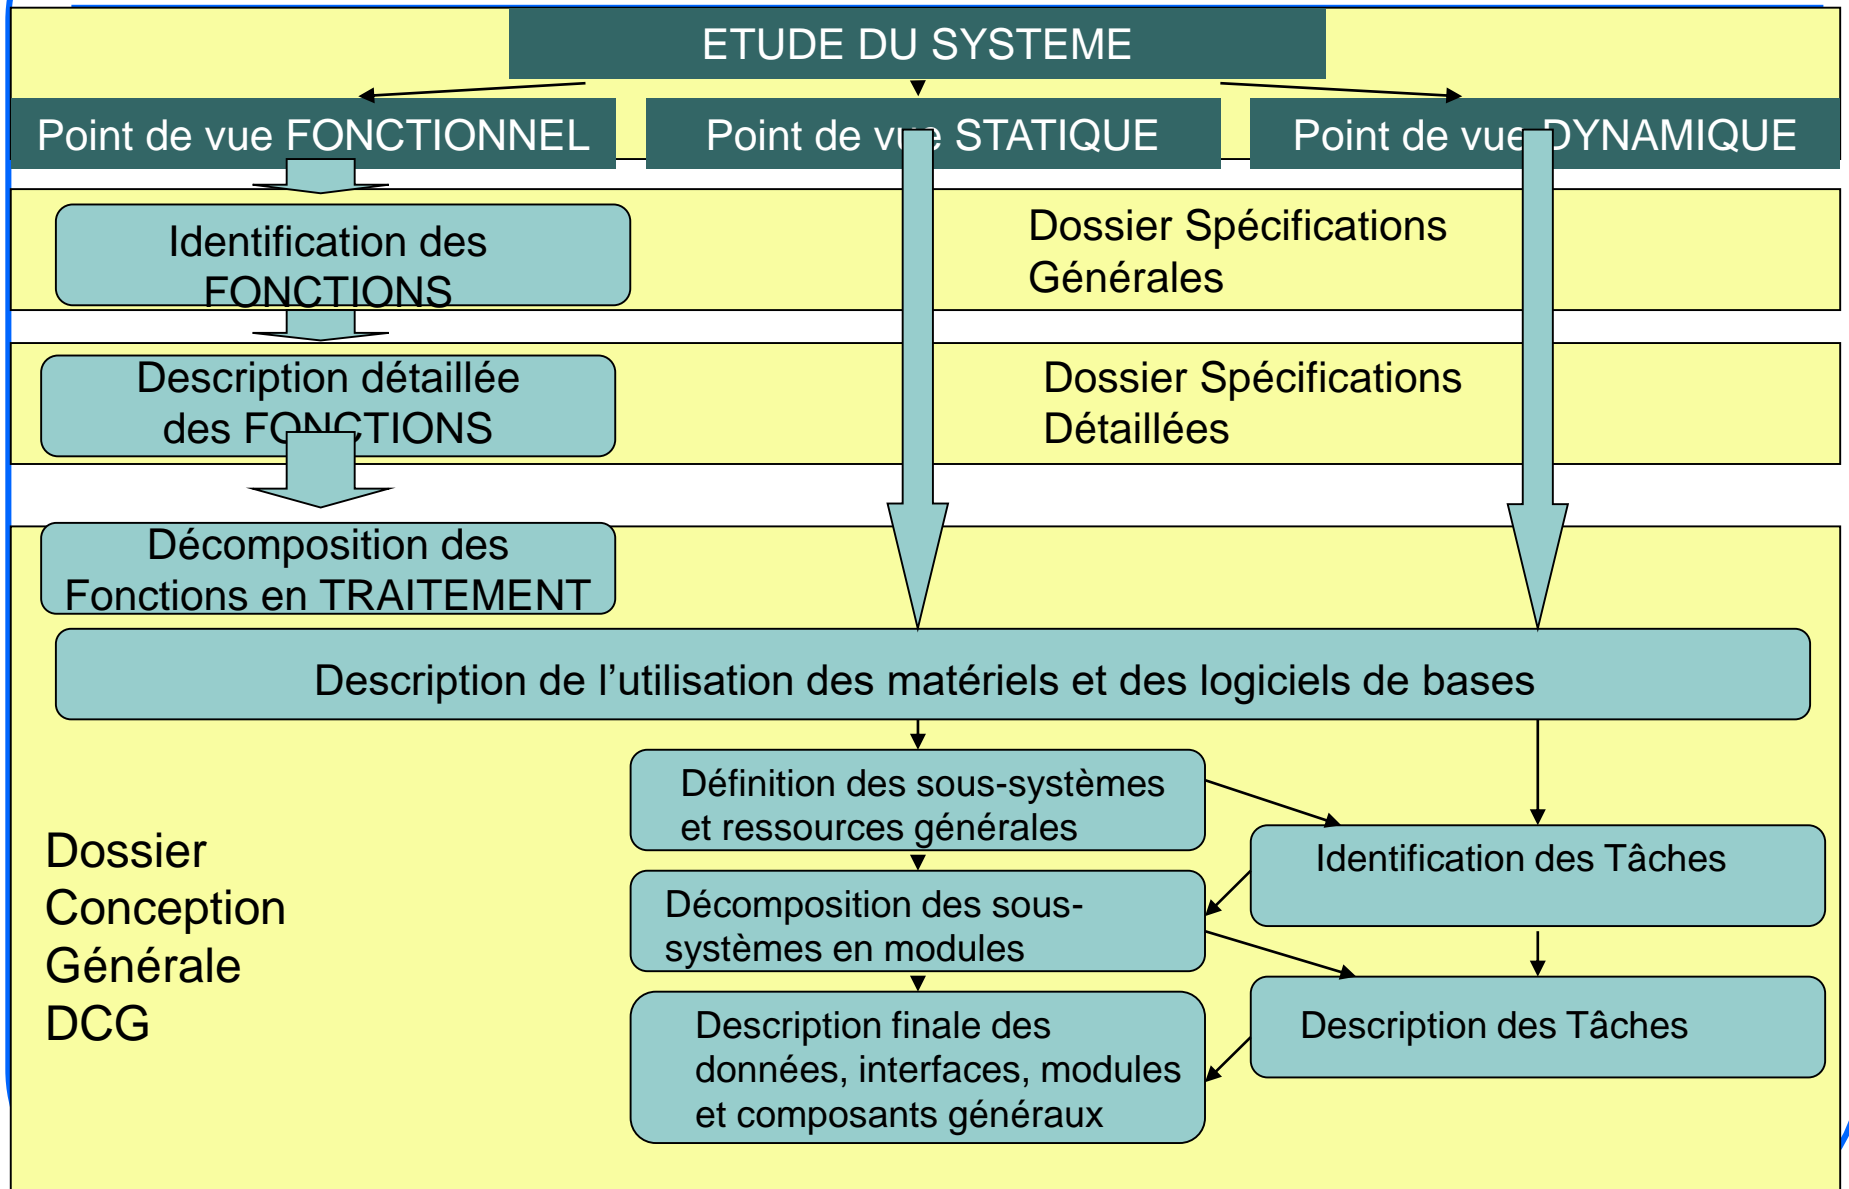 ETUDE DU SYSTEME
Point de vue FONCTIONNEL
Point de vue STATIQUE
Point de vue DYNAMIQUE
Identification des
FONCTIONS
Dossier Spécifications
Générales
Description détaillée
des FONCTIONS
Dossier Spécifications
Détaillées
Décomposition des
Fonctions en TRAITEMENT
Description de l’utilisation des matériels et des logiciels de bases
Définition des sous-systèmes
et ressources générales
Identification des Tâches
Décomposition des sous-
systèmes en modules
Description des Tâches
Description finale des
données, interfaces, modules
et composants généraux
Dossier
Conception
Générale
DCG